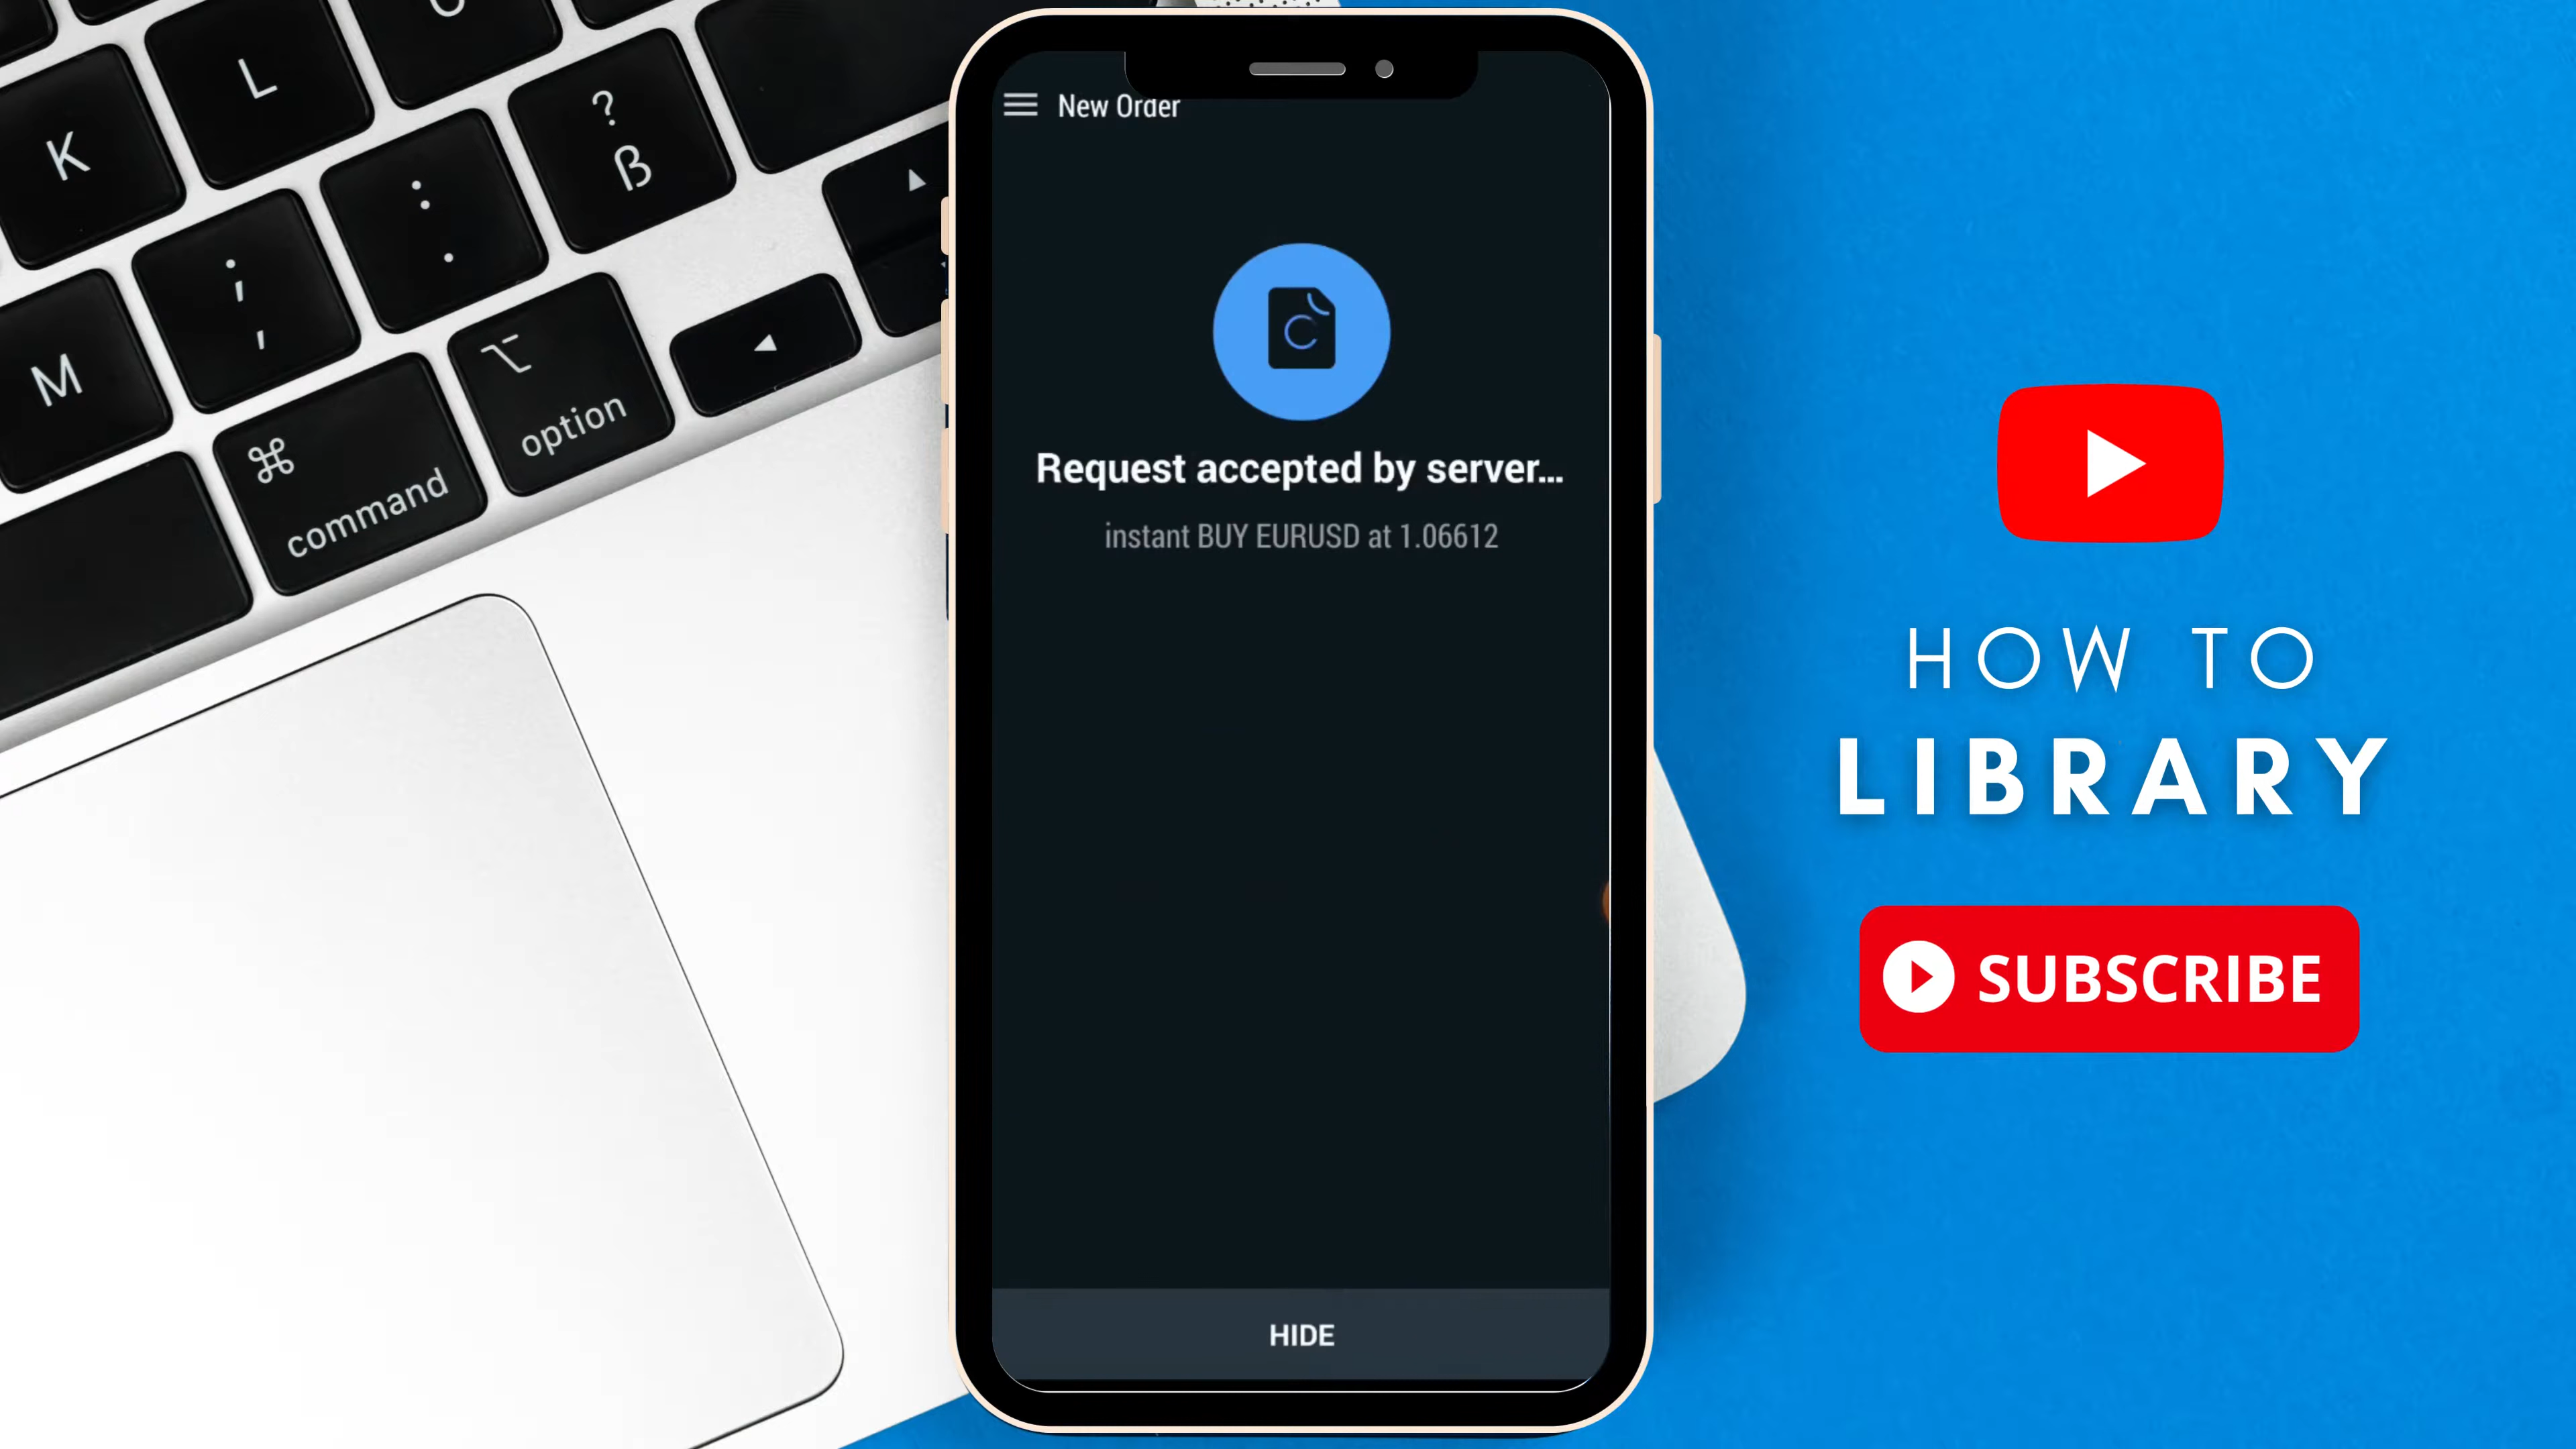 K
L
?
ß
:
.
;
,
M
⌘
command
⌥
option
New Order
Request accepted by server...
instant BUY EURUSD at 1.06612
HIDE
HOW TO
LIBRARY
SUBSCRIBE